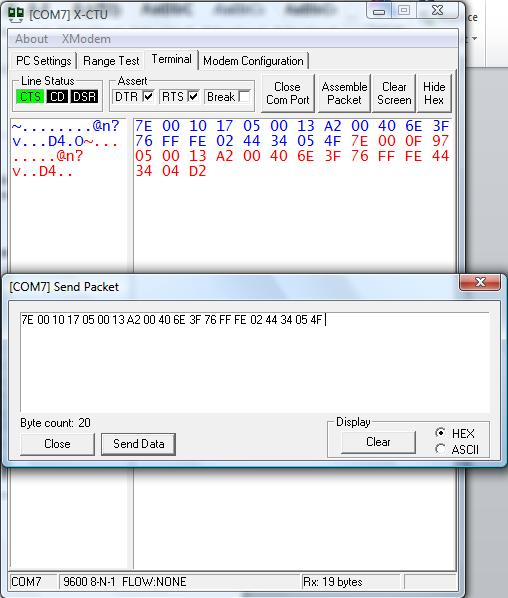 [COM7] X-CTU
ce
About XModem
PC Settings Range Test Terminal Modem Configuration
Line Status
CTS CD DSR
Assert
DTR RTS Break
Close Com Port
Assemble Packet
Clear Screen
Hide Hex
~........@n?
v...D4.O~...
.....@n?
v..D4..
7E 00 10 17 05 00 13 A2 00 40 6E 3F
76 FF FE 02 44 34 05 4F 7E 00 0F 97
05 00 13 A2 00 40 6E 3F 76 FF FE 44
34 04 D2
[COM7] Send Packet
7E 00 10 17 05 00 13 A2 00 40 6E 3F 76 FF FE 02 44 34 05 4F
Byte count: 20
Close Send Data
Display
Clear
HEX
ASCII
COM7 9600 8-N-1 FLOW:NONE Rx: 19 bytes